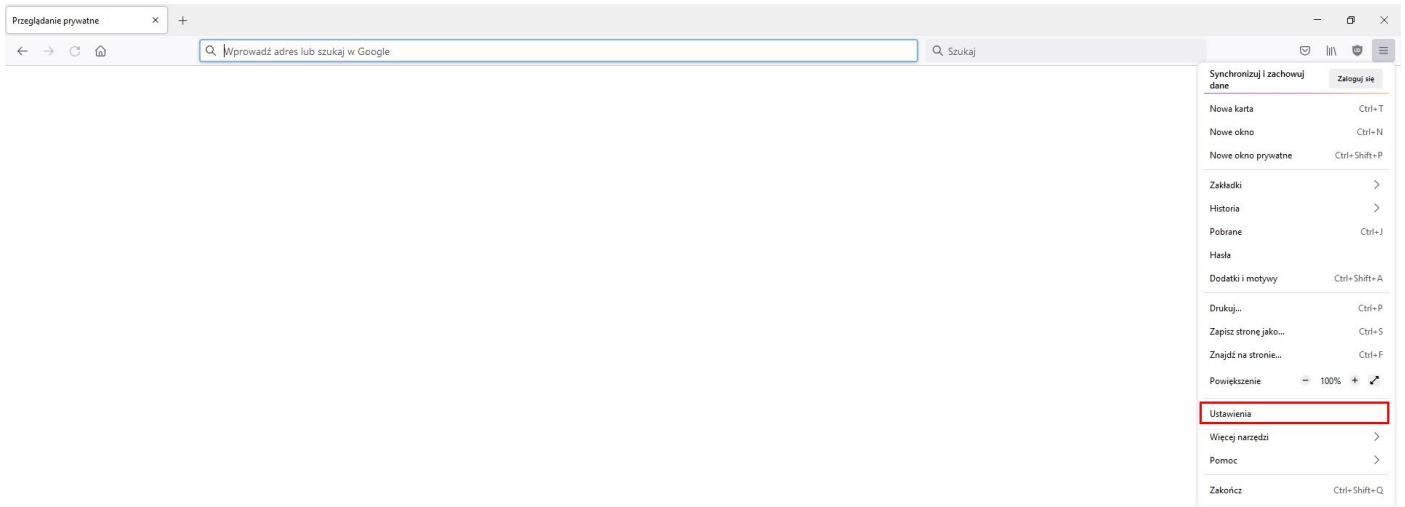 Przeglądanie prywatne
Wprowadź adres lub szukaj w Google
Szukaj
Synchronizuj i zachowuj
dane
Zaloguj się
Nowa karta Ctrl+T
Nowe okno Ctrl+N
Nowe okno prywatne Ctrl+Shift+P
Zakładki
Historia
Pobrane Ctrl+J
Hasła
Dodatki i motywy Ctrl+Shift+A
Drukuj... Ctrl+P
Zapisz stronę jako... Ctrl+S
Znajdź na stronie... Ctrl+F
Powiększenie − 100% +
Ustawienia
Więcej narzędzi
Pomoc
Zakończ Ctrl+Shift+Q